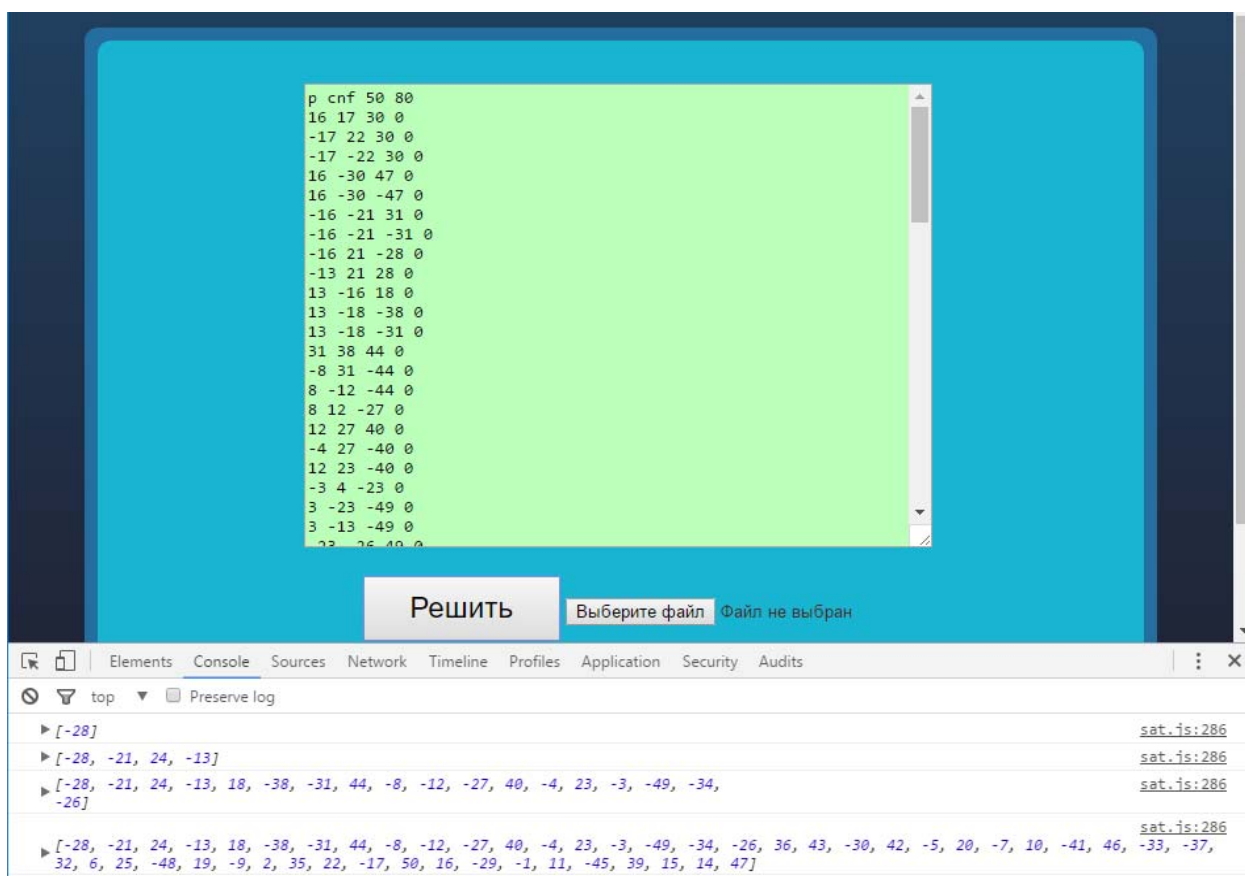 p cnf 50 80
16 17 30 0
-17 22 30 0
-17 -22 30 0
16 -30 47 0
16 -30 -47 0
-16 -21 31 0
-16 -21 -31 0
-16 21 -28 0
-13 21 28 0
13 -16 18 0
13 -18 -38 0
13 -18 -31 0
31 38 44 0
-8 31 -44 0
8 -12 -44 0
8 12 -27 0
12 27 40 0
-4 27 -40 0
12 23 -40 0
-3 4 -23 0
3 -23 -49 0
3 -13 -49 0
-23 -26 49 0
Решить
Выберите файл Файл не выбран
Elements Console Sources Network Timeline Profiles Application Security Audits
top Preserve log
[-28] sat.js:286
[-28, -21, 24, -13] sat.js:286
[-28, -21, 24, -13, 18, -38, -31, 44, -8, -12, -27, 40, -4, 23, -3, -49, -34, sat.js:286
-26]
sat.js:286
[-28, -21, 24, -13, 18, -38, -31, 44, -8, -12, -27, 40, -4, 23, -3, -49, -34, -26, 36, 43, -30, 42, -5, 20, -7, 10, -41, 46, -33, -37,
32, 6, 25, -48, 19, -9, 2, 35, 22, -17, 50, 16, -29, -1, 11, -45, 39, 15, 14, 47]